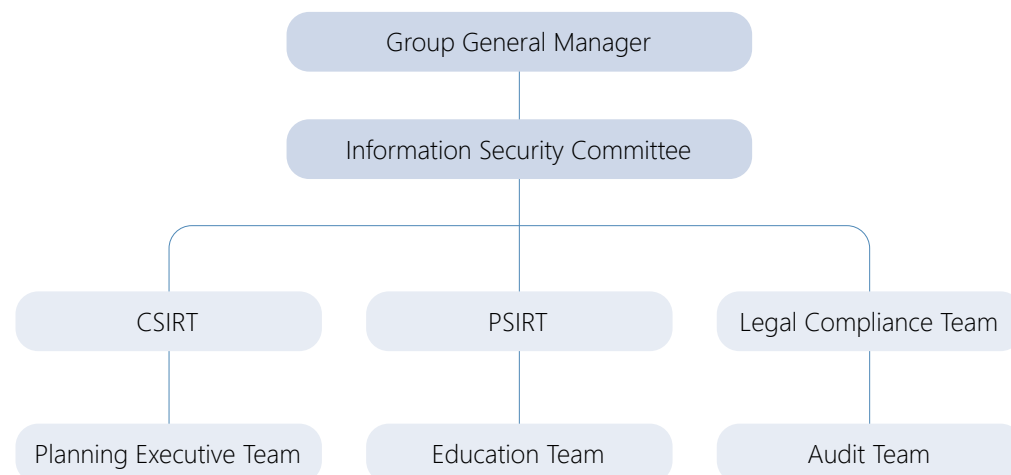 Group General Manager
Information Security Committee
CSIRT
PSIRT
Legal Compliance Team
Planning Executive Team
Education Team
Audit Team